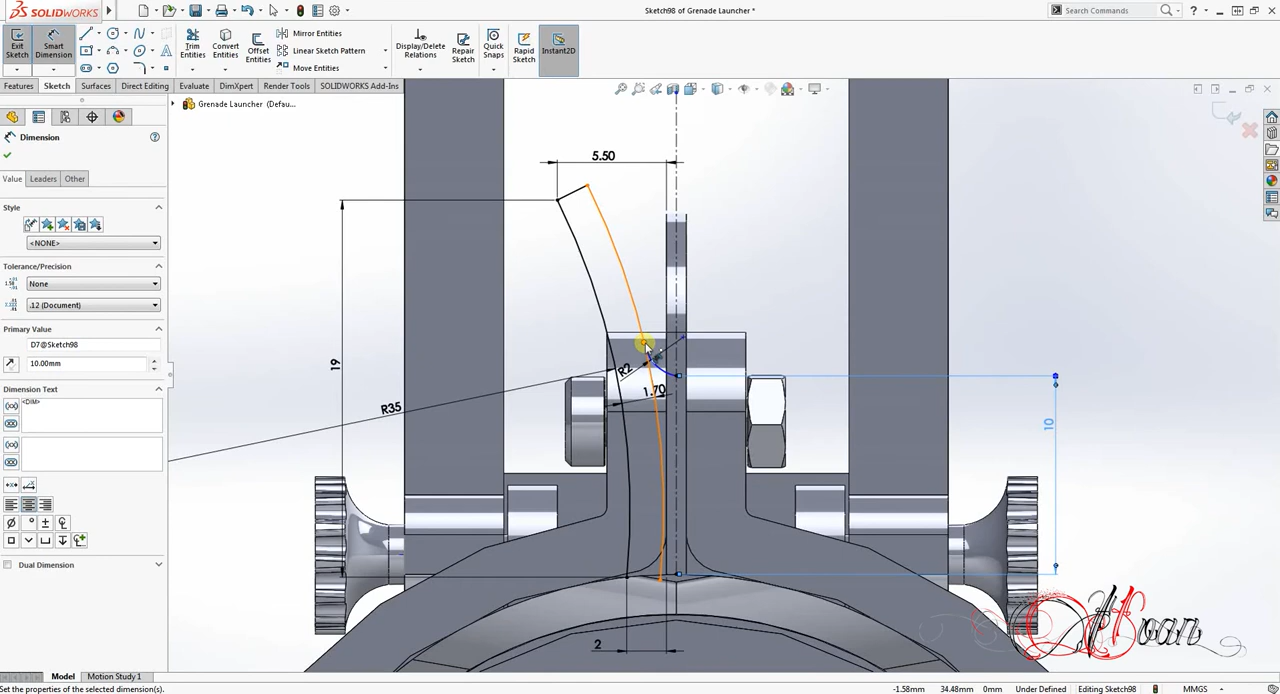 SOLIDWORKS
Sketch98 of Grenade Launcher *
Search Commands
Exit Sketch
Smart Dimension
Trim Entities
Convert Entities
Offset Entities
Mirror Entities
Linear Sketch Pattern
Move Entities
Display/Delete Relations
Repair Sketch
Quick Snaps
Rapid Sketch
Instant2D
Features
Sketch
Surfaces
Direct Editing
Evaluate
DimXpert
Render Tools
SOLIDWORKS Add-Ins
Grenade Launcher (Defau...
Dimension
Value
Leaders
Other
Style
<NONE>
Tolerance/Precision
None
.12 (Document)
Primary Value
D7@Sketch98
10.00mm
Dimension Text
<DIM>
Dual Dimension
5.50
19
R35
R2
1.70
10
2
Model
Motion Study 1
Set the properties of the selected dimension(s).
-1.58mm
34.48mm
0mm
Under Defined
Editing Sketch98
MMGS